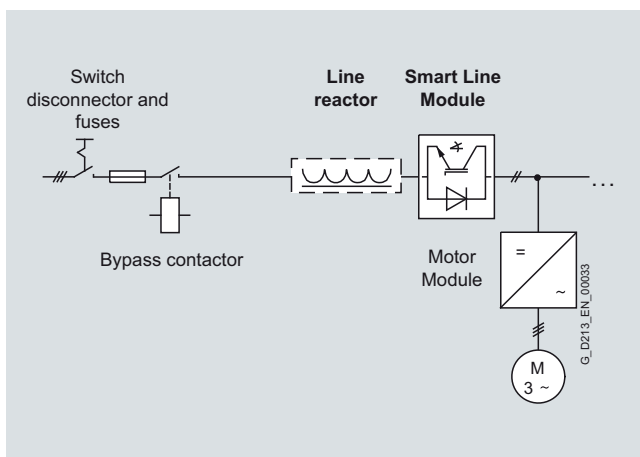 Switch
disconnector and
fuses
Line
reactor
Smart Line
Module
Bypass contactor
...
Motor
Module
=
~
M
3 ~
G_D213_EN_00033